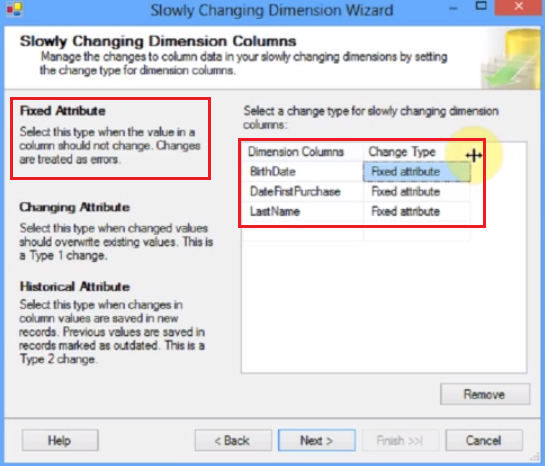 Slowly Changing Dimension Wizard
Slowly Changing Dimension Columns
Manage the changes to column data in your slowly changing dimensions by setting
the change type for dimension columns.
Fixed Attribute
Select this type when the value in a
column should not change. Changes
are treated as errors.
Changing Attribute
Select this type when changed values
should overwrite existing values. This is
a Type 1 change.
Historical Attribute
Select this type when changes in
column values are saved in new
records. Previous values are saved in
records marked as outdated. This is a
Type 2 change.
Select a change type for slowly changing dimension
columns:
Dimension Columns Change Type
BirthDate Fixed attribute
DateFirstPurchase Fixed attribute
LastName Fixed attribute
Remove
Help < Back Next > Finish >>| Cancel